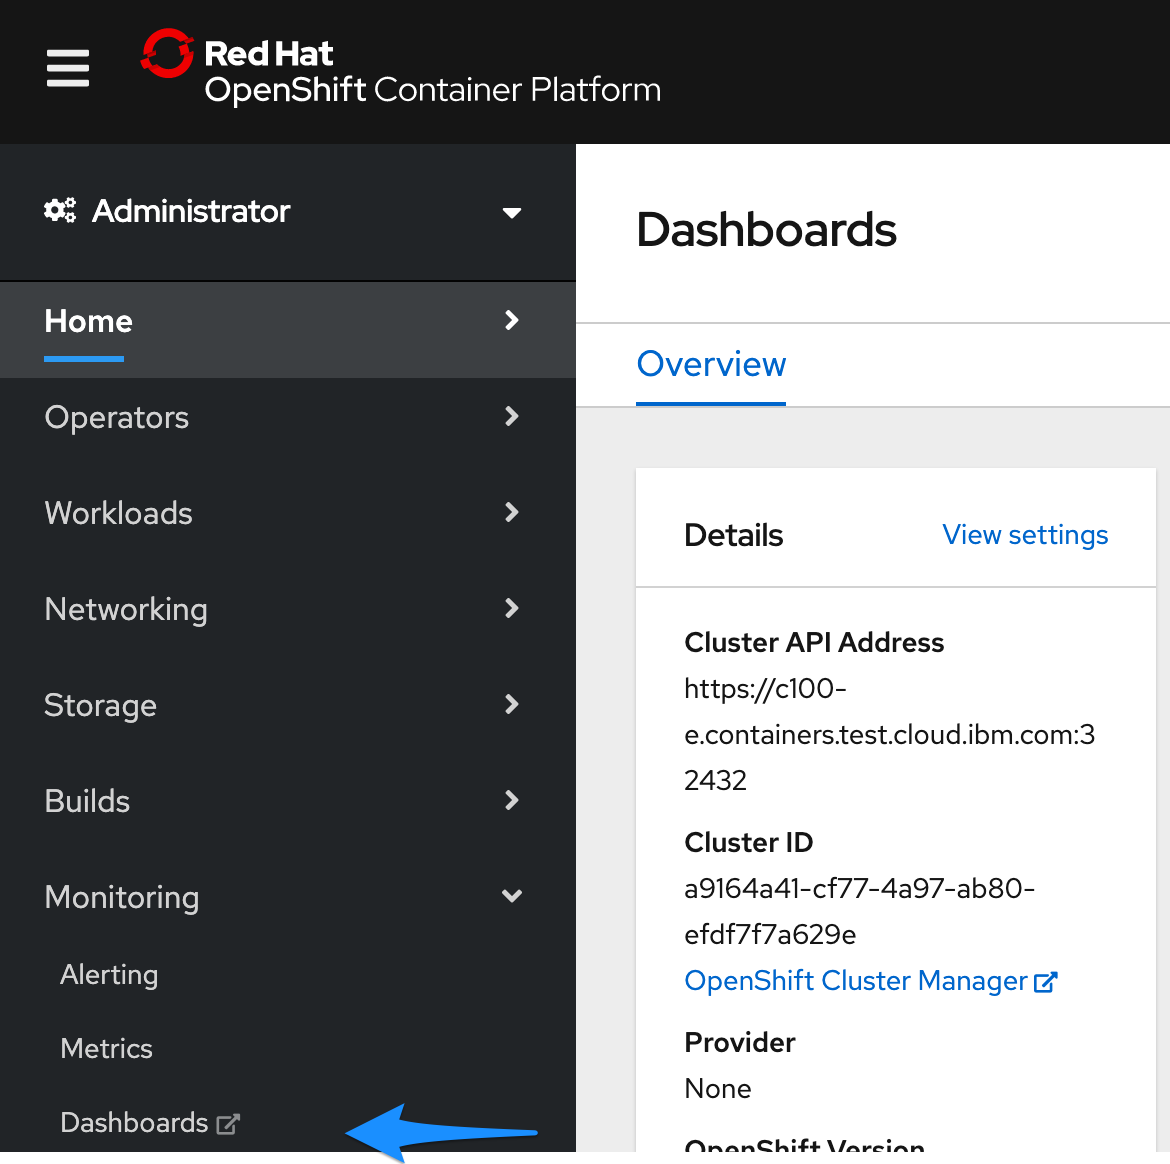 Red Hat
OpenShift Container Platform
Administrator
Home
Operators
Workloads
Networking
Storage
Builds
Monitoring
Alerting
Metrics
Dashboards
Dashboards
Overview
Details
View settings
Cluster API Address
https://c100-
e.containers.test.cloud.ibm.com:3
2432
Cluster ID
a9164a41-cf77-4a97-ab80-
efdf7f7a629e
OpenShift Cluster Manager
Provider
None
OpenShift Version